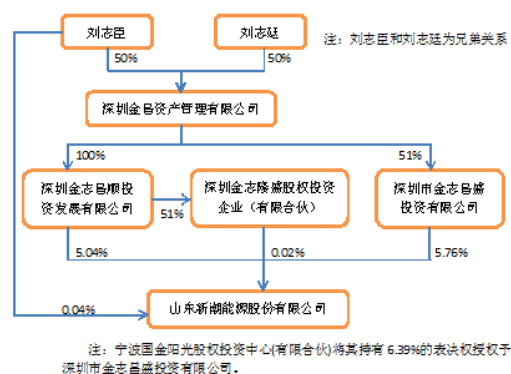 刘志臣
刘志廷
注：刘志臣和刘志廷为兄弟关系
50%
50%
深圳金昌资产管理有限公司
100%
51%
深圳金志昌顺投
资发展有限公司
51%
深圳金志隆盛股权投资
企业（有限合伙）
深圳市金志昌盛
投资有限公司
5.04%
0.02%
5.76%
0.04%
山东新潮能源股份有限公司
注：宁波国金阳光股权投资中心(有限合伙)将其持有 6.39%的表决权授权予
深圳市金志昌盛投资有限公司。